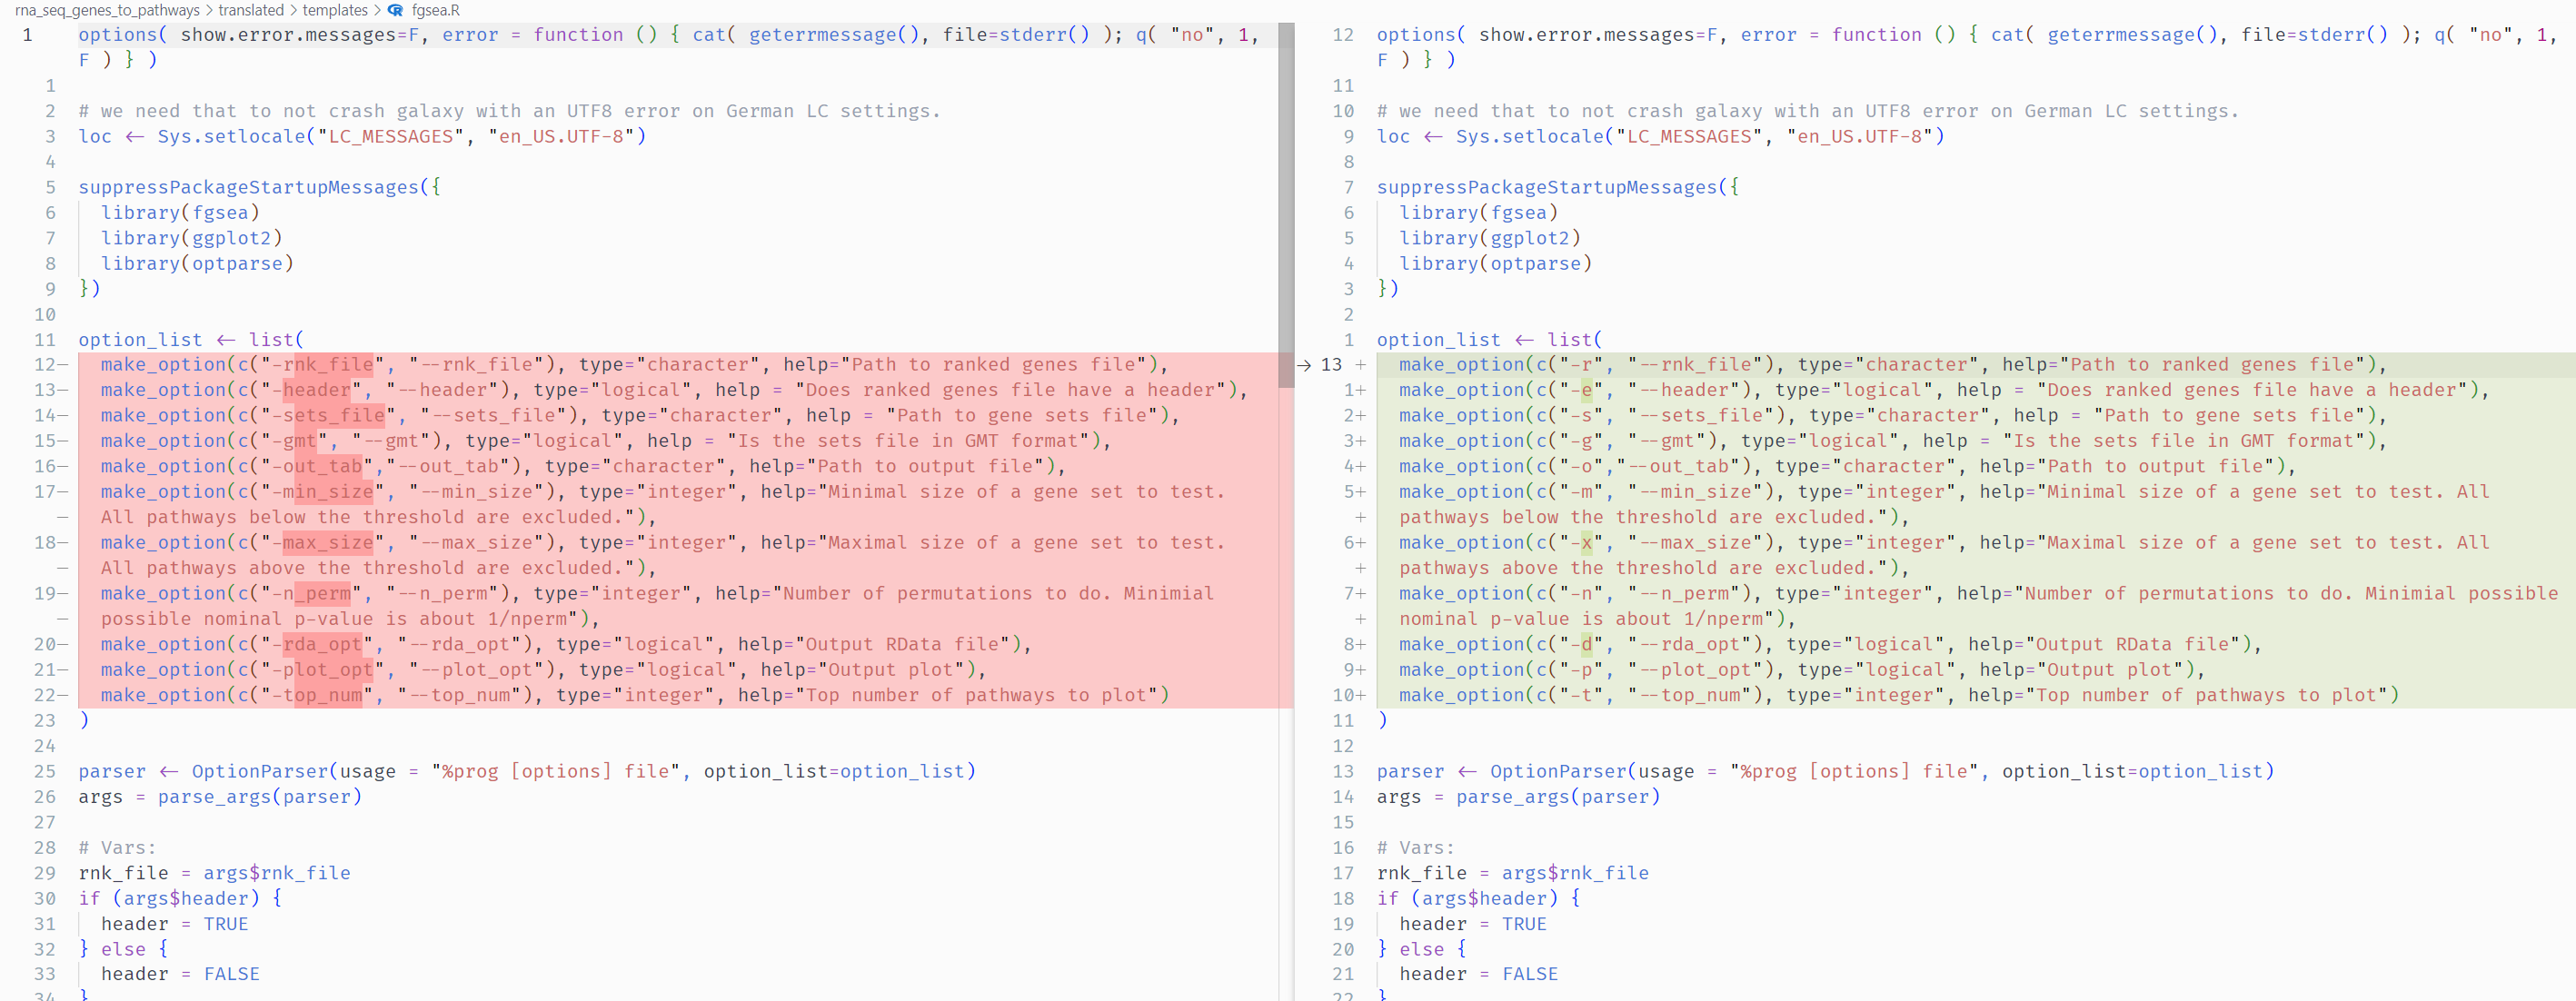 rna_seq_genes_to_pathways > translated > templates > fgsea.R
1 options( show.error.messages=F, error = function () { cat( geterrmessage(), file=stderr() ); q( "no", 1,
F ) } )
1
2 # we need that to not crash galaxy with an UTF8 error on German LC settings.
3 loc <- Sys.setlocale("LC_MESSAGES", "en_US.UTF-8")
4
5 suppressPackageStartupMessages({
6 library(fgsea)
7 library(ggplot2)
8 library(optparse)
9 })
10
11 option_list <- list(
12— make_option(c("-rnk_file", "--rnk_file"), type="character", help="Path to ranked genes file"),
13— make_option(c("-header", "--header"), type="logical", help = "Does ranked genes file have a header"),
14— make_option(c("-sets_file", "--sets_file"), type="character", help = "Path to gene sets file"),
15— make_option(c("-gmt", "--gmt"), type="logical", help = "Is the sets file in GMT format"),
16— make_option(c("-out_tab","--out_tab"), type="character", help="Path to output file"),
17— make_option(c("-min_size", "--min_size"), type="integer", help="Minimal size of a gene set to test.
— All pathways below the threshold are excluded."),
18— make_option(c("-max_size", "--max_size"), type="integer", help="Maximal size of a gene set to test.
— All pathways above the threshold are excluded."),
19— make_option(c("-n_perm", "--n_perm"), type="integer", help="Number of permutations to do. Minimial
— possible nominal p-value is about 1/nperm"),
20— make_option(c("-rda_opt", "--rda_opt"), type="logical", help="Output RData file"),
21— make_option(c("-plot_opt", "--plot_opt"), type="logical", help="Output plot"),
22— make_option(c("-top_num", "--top_num"), type="integer", help="Top number of pathways to plot")
23 )
24
25 parser <- OptionParser(usage = "%prog [options] file", option_list=option_list)
26 args = parse_args(parser)
27
28 # Vars:
29 rnk_file = args$rnk_file
30 if (args$header) {
31 header = TRUE
32 } else {
33 header = FALSE
34 }
12 options( show.error.messages=F, error = function () { cat( geterrmessage(), file=stderr() ); q( "no", 1,
F ) } )
11
10 # we need that to not crash galaxy with an UTF8 error on German LC settings.
9 loc <- Sys.setlocale("LC_MESSAGES", "en_US.UTF-8")
8
7 suppressPackageStartupMessages({
6 library(fgsea)
5 library(ggplot2)
4 library(optparse)
3 })
2
1 option_list <- list(
→ 13 + make_option(c("-r", "--rnk_file"), type="character", help="Path to ranked genes file"),
1+ make_option(c("-e", "--header"), type="logical", help = "Does ranked genes file have a header"),
2+ make_option(c("-s", "--sets_file"), type="character", help = "Path to gene sets file"),
3+ make_option(c("-g", "--gmt"), type="logical", help = "Is the sets file in GMT format"),
4+ make_option(c("-o","--out_tab"), type="character", help="Path to output file"),
5+ make_option(c("-m", "--min_size"), type="integer", help="Minimal size of a gene set to test. All
+ pathways below the threshold are excluded."),
6+ make_option(c("-x", "--max_size"), type="integer", help="Maximal size of a gene set to test. All
+ pathways above the threshold are excluded."),
7+ make_option(c("-n", "--n_perm"), type="integer", help="Number of permutations to do. Minimial possible
+ nominal p-value is about 1/nperm"),
8+ make_option(c("-d", "--rda_opt"), type="logical", help="Output RData file"),
9+ make_option(c("-p", "--plot_opt"), type="logical", help="Output plot"),
10+ make_option(c("-t", "--top_num"), type="integer", help="Top number of pathways to plot")
11 )
12
13 parser <- OptionParser(usage = "%prog [options] file", option_list=option_list)
14 args = parse_args(parser)
15
16 # Vars:
17 rnk_file = args$rnk_file
18 if (args$header) {
19 header = TRUE
20 } else {
21 header = FALSE
22 }